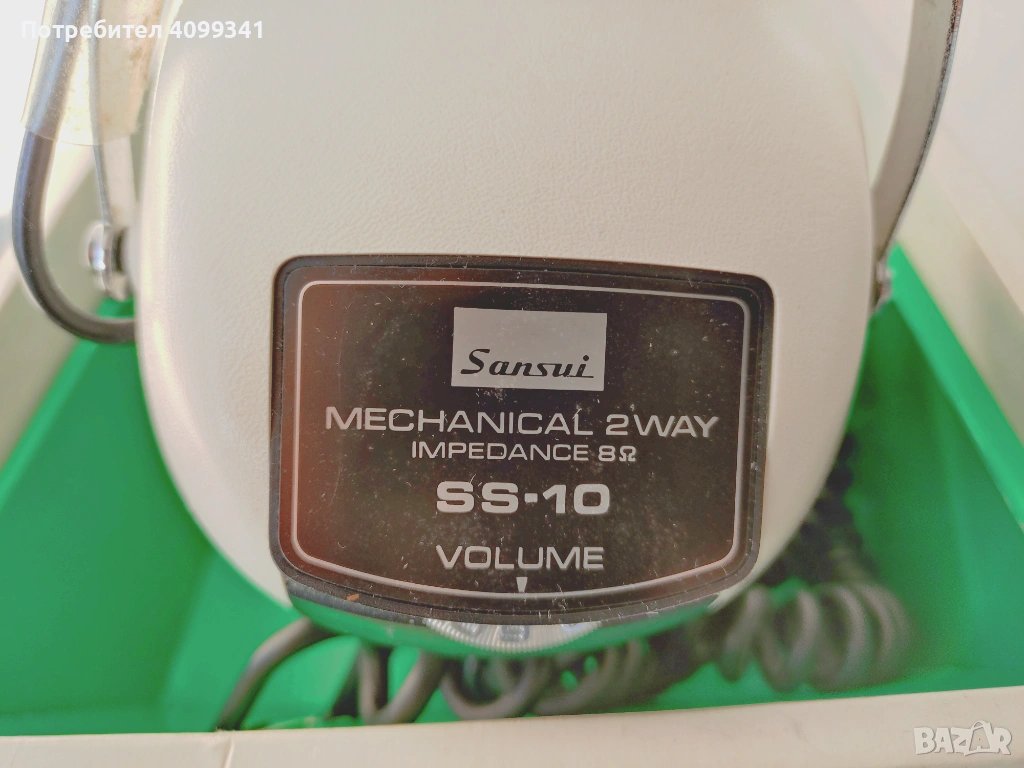 Потребител 4099341
Sansui
MECHANICAL 2WAY
IMPEDANCE 8Ω
SS-10
VOLUME
BAZAR